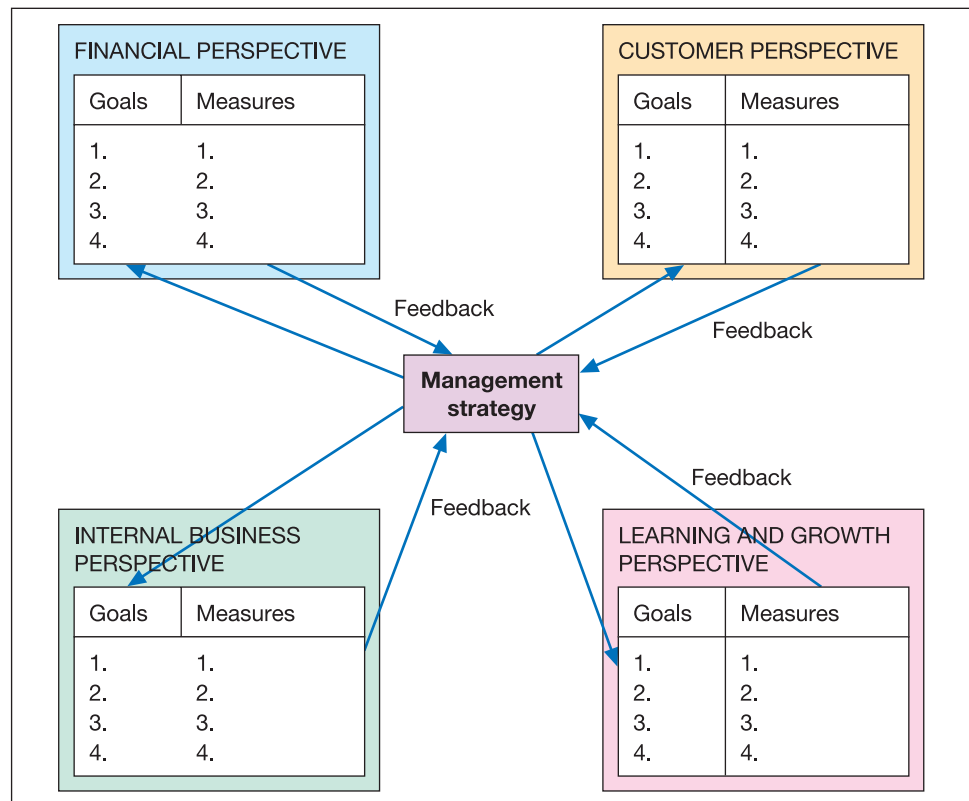 FINANCIAL PERSPECTIVE
Goals Measures
1. 1.
2. 2.
3. 3.
4. 4.
CUSTOMER PERSPECTIVE
Goals Measures
1. 1.
2. 2.
3. 3.
4. 4.
Feedback
Feedback
Management
strategy
Feedback
Feedback
INTERNAL BUSINESS
PERSPECTIVE
Goals Measures
1. 1.
2. 2.
3. 3.
4. 4.
LEARNING AND GROWTH
PERSPECTIVE
Goals Measures
1. 1.
2. 2.
3. 3.
4. 4.